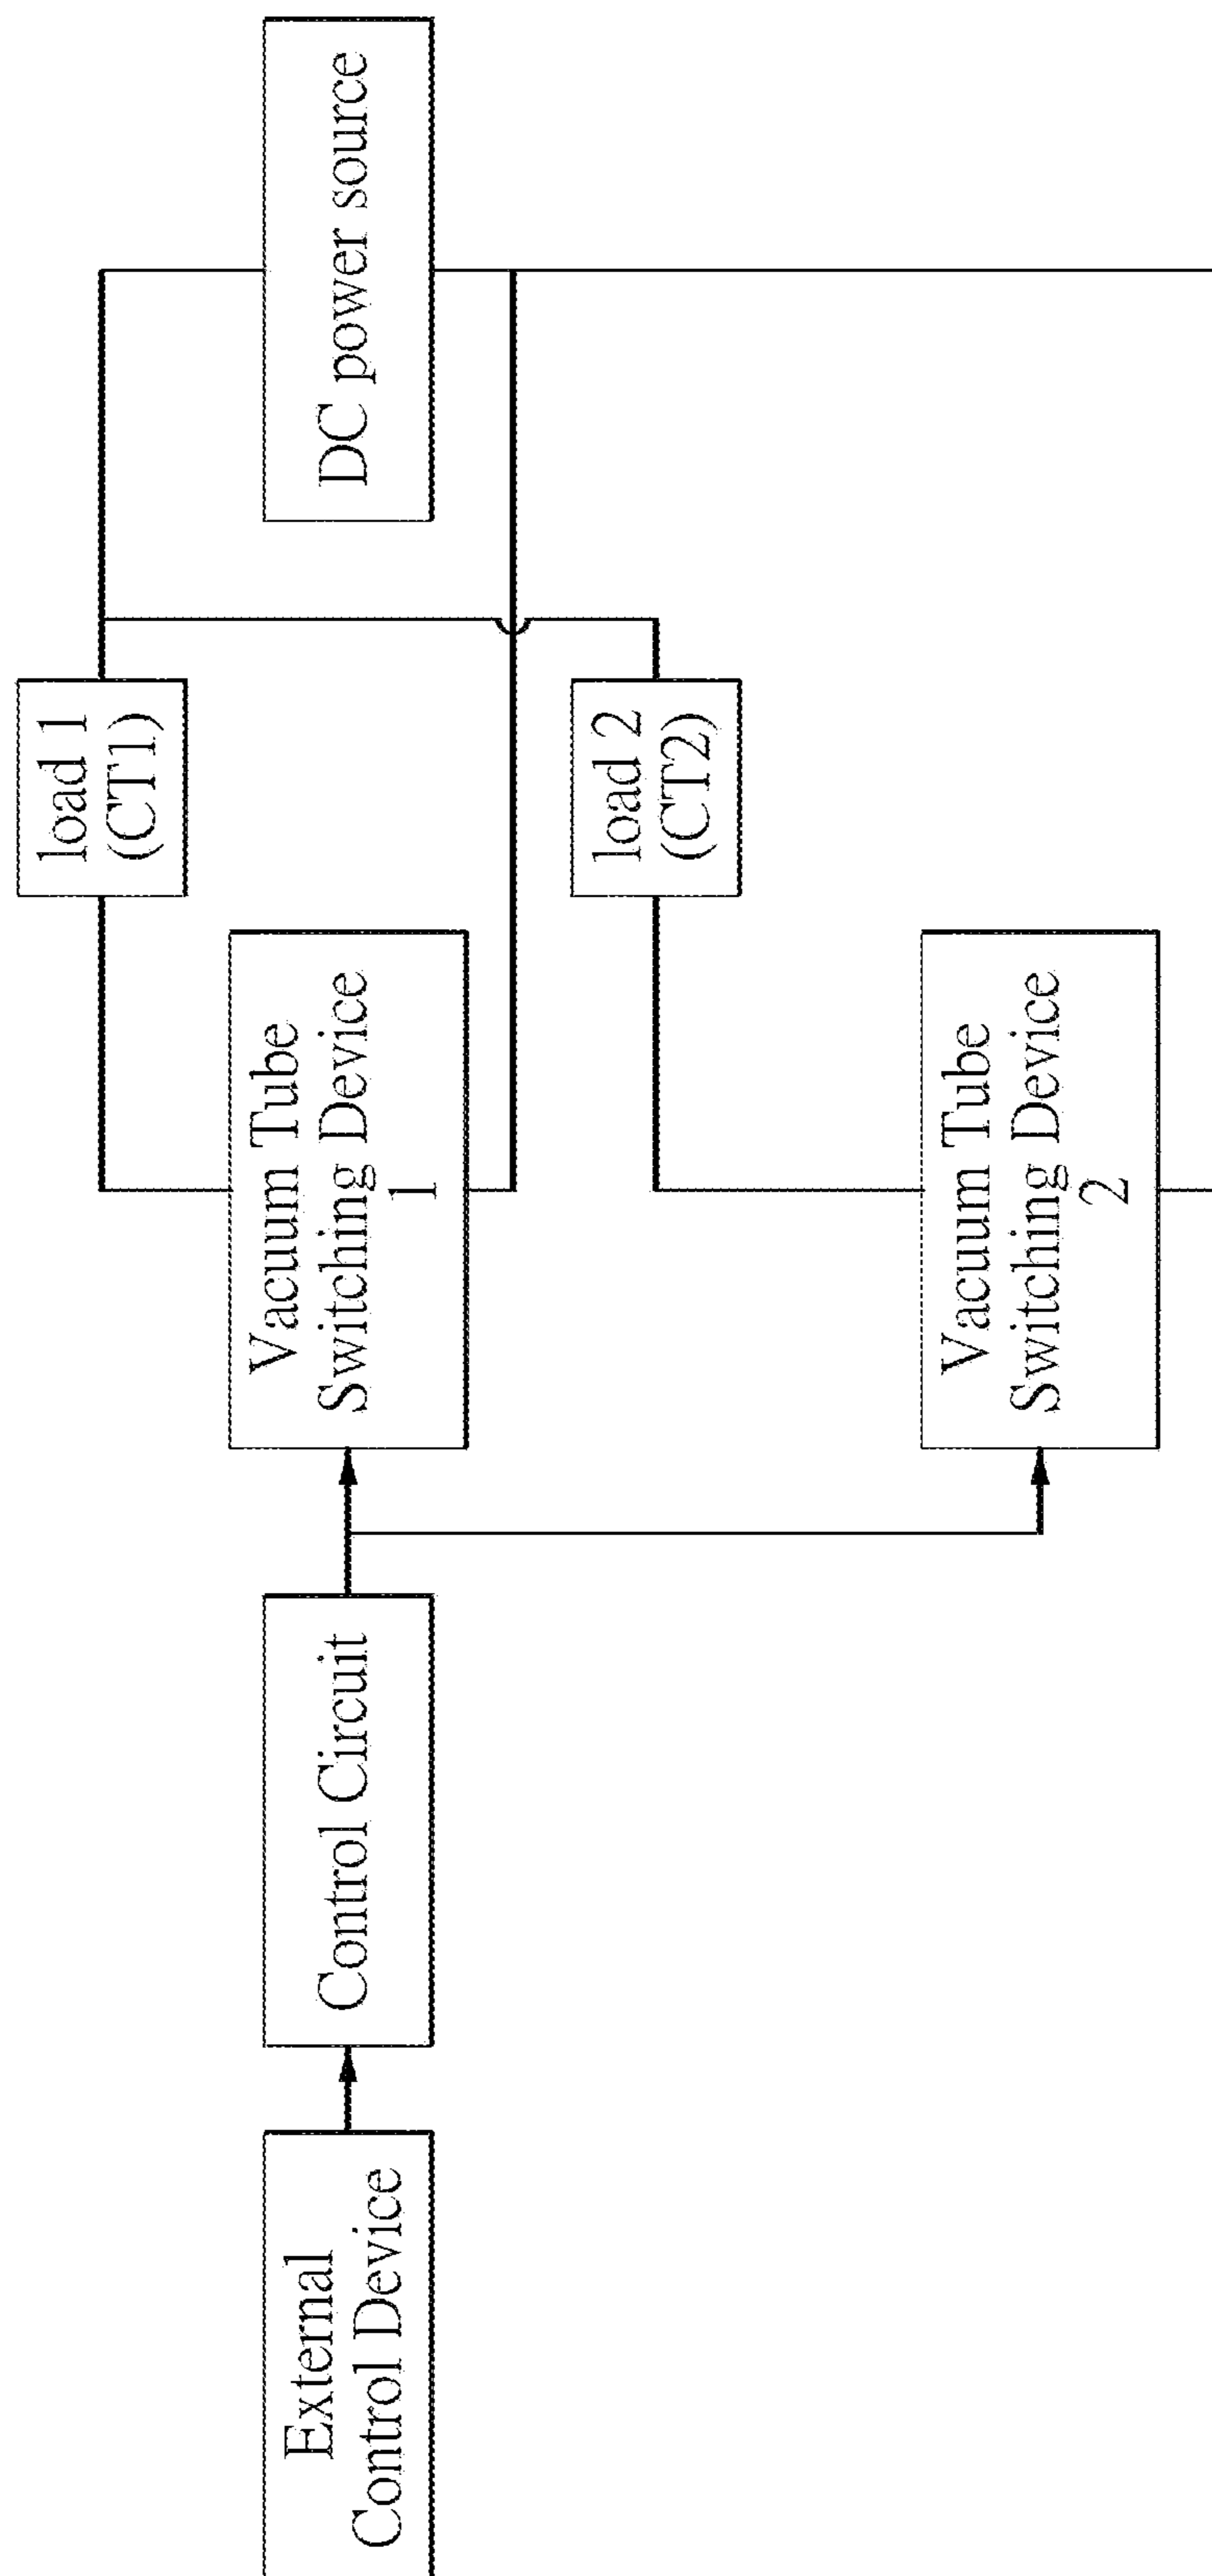 External
Control Device
Control Circuit
Vacuum Tube
Switching Device
1
load 1
(CT1)
DC power source
Vacuum Tube
Switching Device
2
load 2
(CT2)